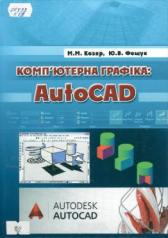 М.М. Козяр, Ю.В. Фещук
КОМП'ЮТЕРНА ГРАФІКА:
AutoCAD
AUTODESK
AUTOCAD